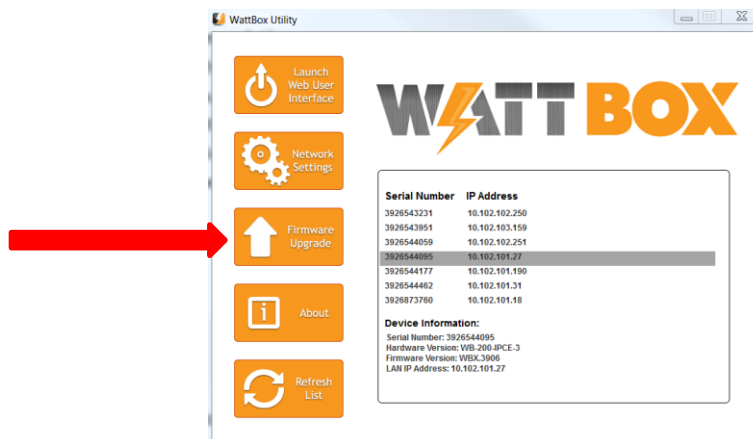 WattBox Utility
Launch
Web User
Interface
Network
Settings
Firmware
Upgrade
i About
Refresh
List
WATT BOX
Serial Number IP Address
3926543231 10.102.102.250
3926543951 10.102.103.159
3926544059 10.102.102.251
3926544095 10.102.101.27
3926544177 10.102.101.190
3926544462 10.102.101.31
3926873760 10.102.101.18
Device Information:
Serial Number: 3926544095
Hardware Version: WB-200-IPCE-3
Firmware Version: WBX.3906
LAN IP Address: 10.102.101.27